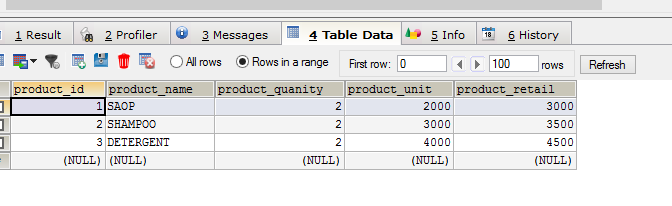 1 Result 2 Profiler 3 Messages 4 Table Data 5 Info 6 History
All rows Rows in a range First row: 0 100 rows Refresh
product_id product_name product_quanity product_unit product_retail
1 SAOP 2 2000 3000
2 SHAMPOO 2 3000 3500
3 DETERGENT 2 4000 4500
(NULL) (NULL) (NULL) (NULL) (NULL)